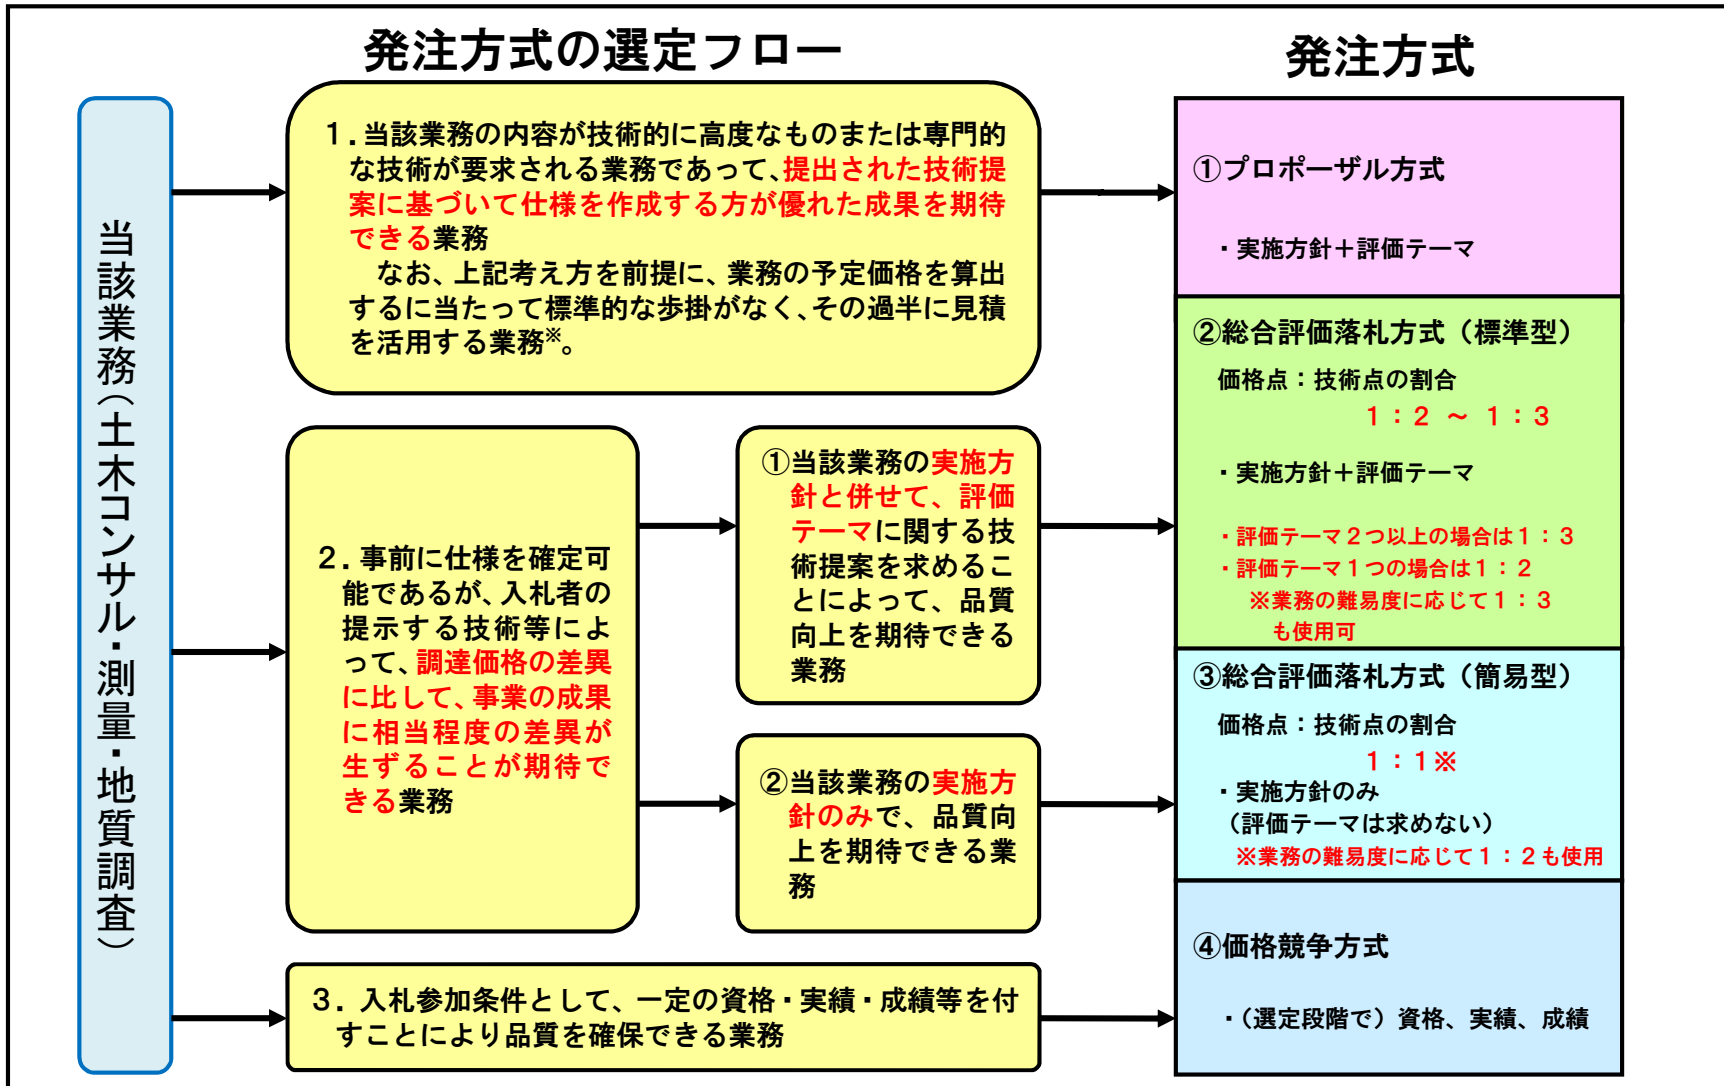 発注方式の選定フロー
発注方式
当該業務（土木コンサル・測量・地質調査）
１．当該業務の内容が技術的に高度なものまたは専門的
な技術が要求される業務であって、提出された技術提
案に基づいて仕様を作成する方が優れた成果を期待
できる業務
なお、上記考え方を前提に、業務の予定価格を算出
するに当たって標準的な歩掛がなく、その過半に見積
を活用する業務※。
２．事前に仕様を確定可
能であるが、入札者の
提示する技術等によ
って、調達価格の差異
に比して、事業の成果
に相当程度の差異が
生ずることが期待で
きる業務
①当該業務の実施方
針と併せて、評価
テーマに関する技
術提案を求めるこ
とによって、品質
向上を期待できる
業務
②当該業務の実施方
針のみで、品質向
上を期待できる業
務
３．入札参加条件として、一定の資格・実績・成績等を付
すことにより品質を確保できる業務
①プロポーザル方式
・実施方針＋評価テーマ
②総合評価落札方式（標準型）
価格点：技術点の割合
１：２ ～ １：３
・実施方針＋評価テーマ
・評価テーマ２つ以上の場合は１：３
・評価テーマ１つの場合は１：２
※業務の難易度に応じて１：３
も使用可
③総合評価落札方式（簡易型）
価格点：技術点の割合
１：１※
・実施方針のみ
（評価テーマは求めない）
※業務の難易度に応じて１：２も使用
④価格競争方式
・（選定段階で）資格、実績、成績